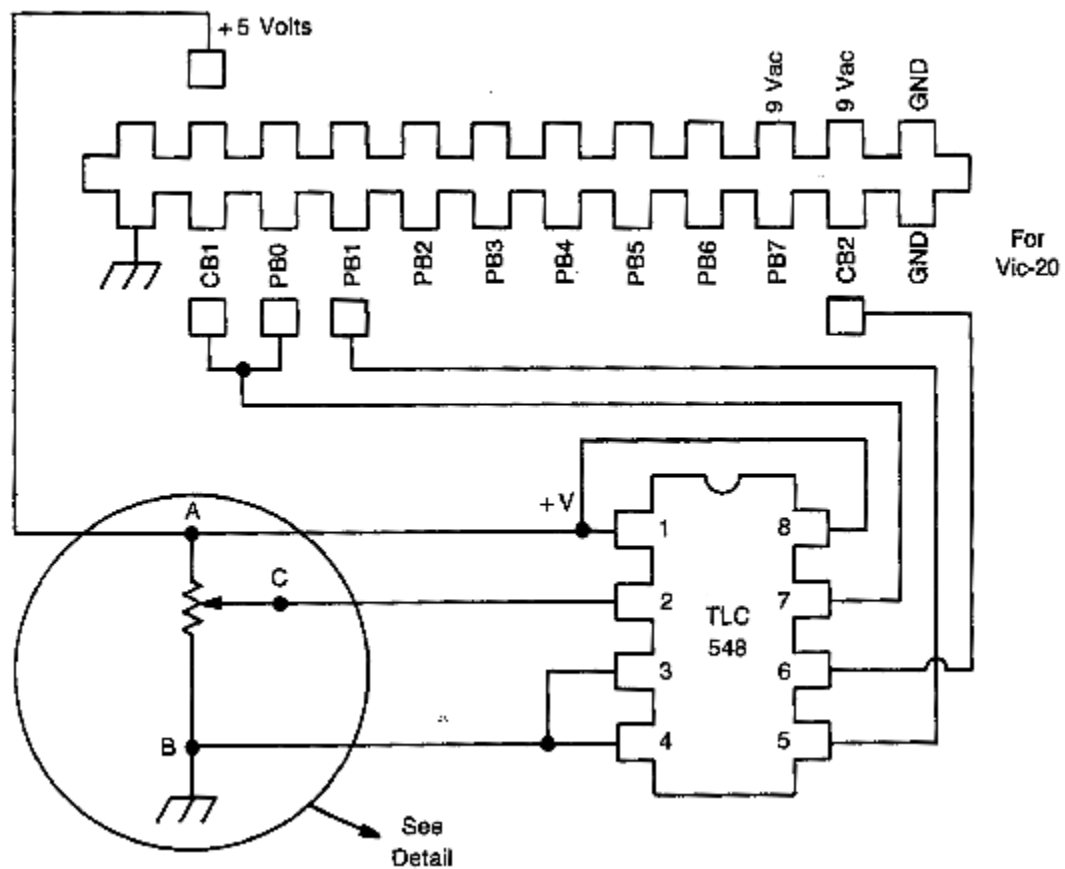 +5 Volts
9 Vac
9 Vac
GND
CB1
PB0
PB1
PB2
PB3
PB4
PB5
PB6
PB7
CB2
GND
For
Vic-20
A
+V
1
8
C
2
7
TLC
548
3
6
B
4
5
See
Detail